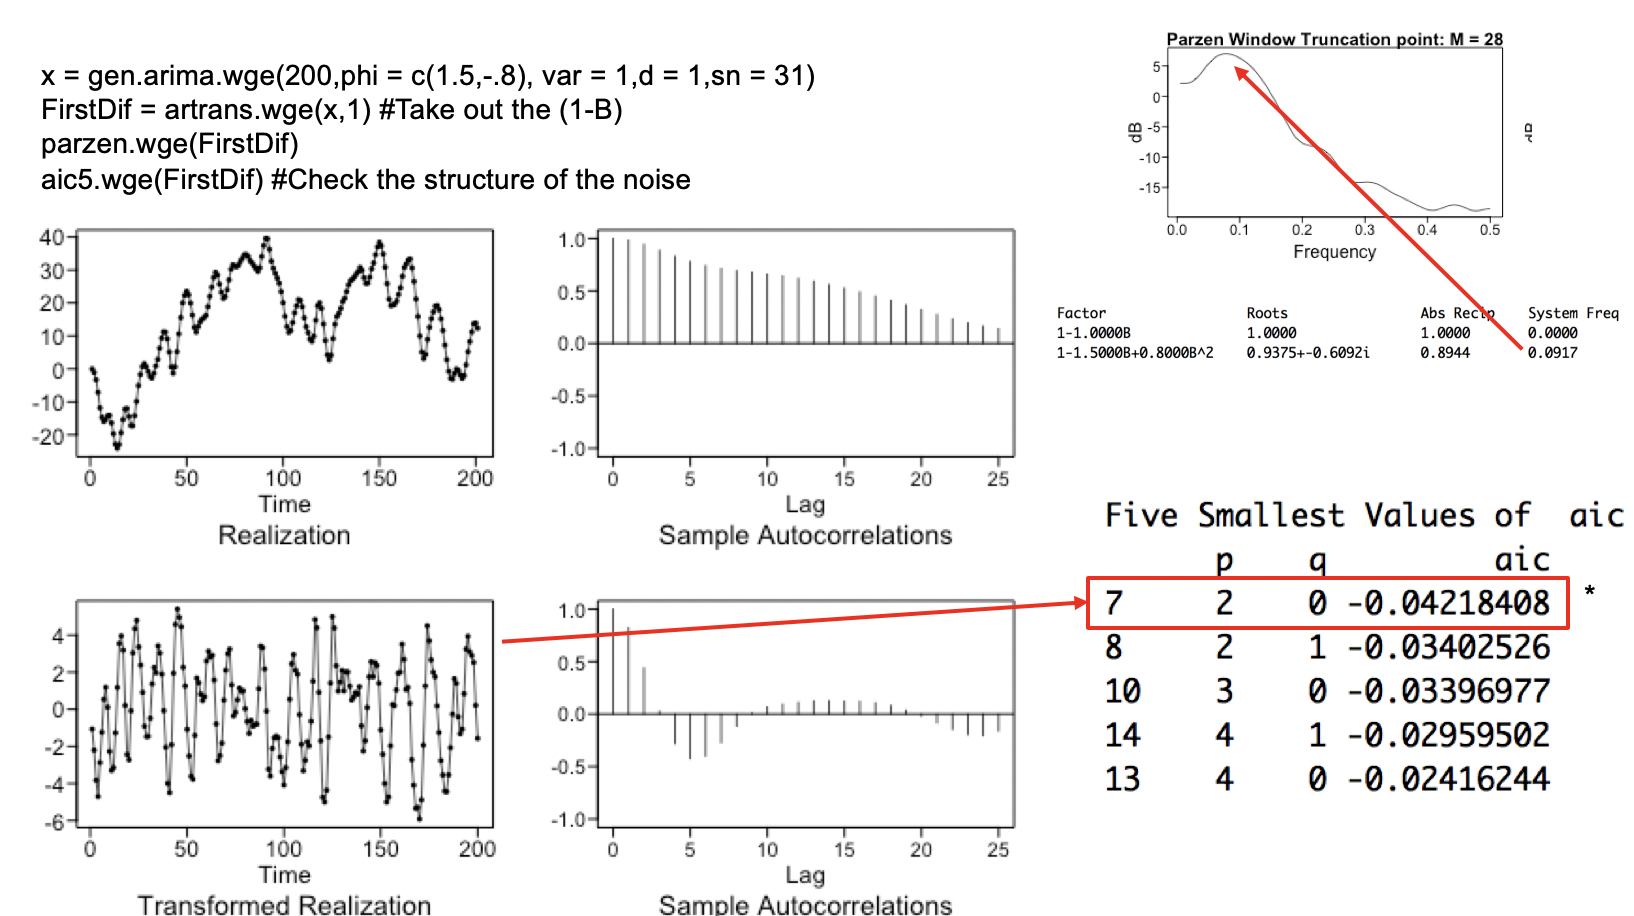 x = gen.arima.wge(200,phi = c(1.5,-.8), var = 1,d = 1,sn = 31)
FirstDif = artrans.wge(x,1) #Take out the (1-B)
parzen.wge(FirstDif)
aic5.wge(FirstDif) #Check the structure of the noise
Parzen Window Truncation point: M = 28
5
0
-5
-10
-15
dB
dB
0.0 0.1 0.2 0.3 0.4 0.5
Frequency
Factor Roots Abs Recip System Freq
1-1.0000B 1.0000 1.0000 0.0000
1-1.5000B+0.8000B^2 0.9375+-0.6092i 0.8944 0.0917
40
30
20
10
0
-10
-20
0 50 100 150 200
Time
Realization
1.0
0.5
0.0
-0.5
-1.0
0 5 10 15 20 25
Lag
Sample Autocorrelations
4
2
0
-2
-4
-6
0 50 100 150 200
Time
Transformed Realization
1.0
0.5
0.0
-0.5
-1.0
0 5 10 15 20 25
Lag
Sample Autocorrelations
Five Smallest Values of aic
p q aic
7 2 0 -0.04218408 *
8 2 1 -0.03402526
10 3 0 -0.03396977
14 4 1 -0.02959502
13 4 0 -0.02416244